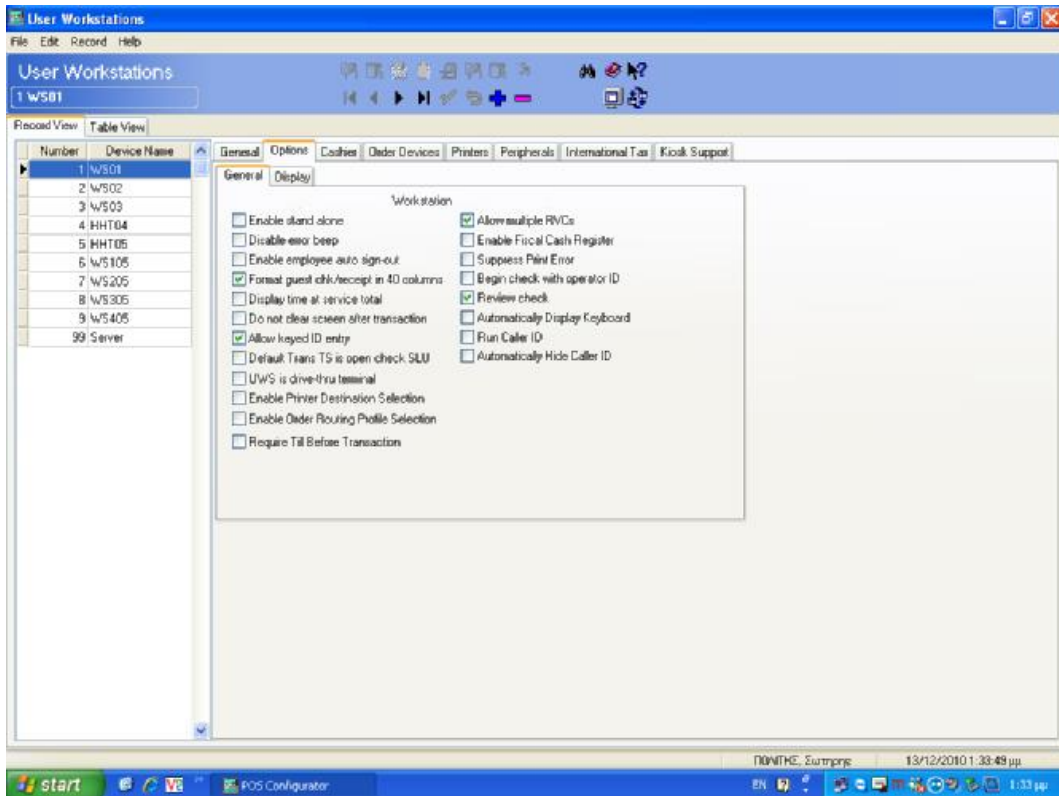 User Workstations
File Edit Record Help
User Workstations
1 WS01
Record View Table View
Number Device Name
1 WS01
2 WS02
3 WS03
4 HHT04
5 HHT05
6 WS105
7 WS205
8 WS305
9 WS405
99 Server
General Options Cashier Order Devices Printers Peripherals International Tax Kiosk Support
General Display
Workstation
Enable stand alone
Disable error beep
Enable employee auto sign-out
Format guest chk/receipt in 40 columns
Display time at service total
Do not clear screen after transaction
Allow keyed ID entry
Default Trans TS is open check SLU
UWS is drive-thru terminal
Enable Printer Destination Selection
Enable Order Routing Profile Selection
Require Till Before Transaction
Allow multiple RVCs
Enable Fiscal Cash Register
Suppress Print Error
Begin check with operator ID
Review check
Automatically Display Keyboard
Run Caller ID
Automatically Hide Caller ID
ΠΟΛΙΤΗΣ, Σωτηρης 13/12/2010 1:33:49 μμ
start POS Configurator EN 1:33 μμ